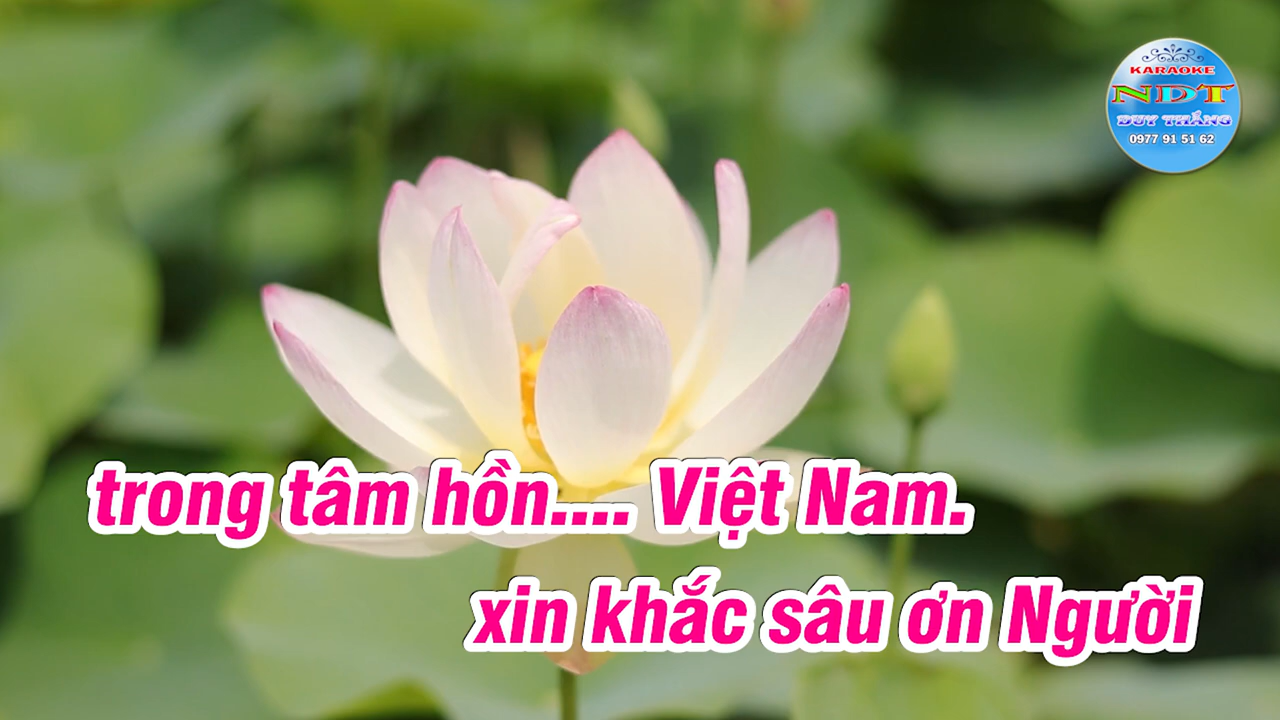 KARAOKE
NDT
DUY THẮNG
0977 91 51 62
trong tâm hồn.... Việt Nam.
xin khắc sâu ơn Người